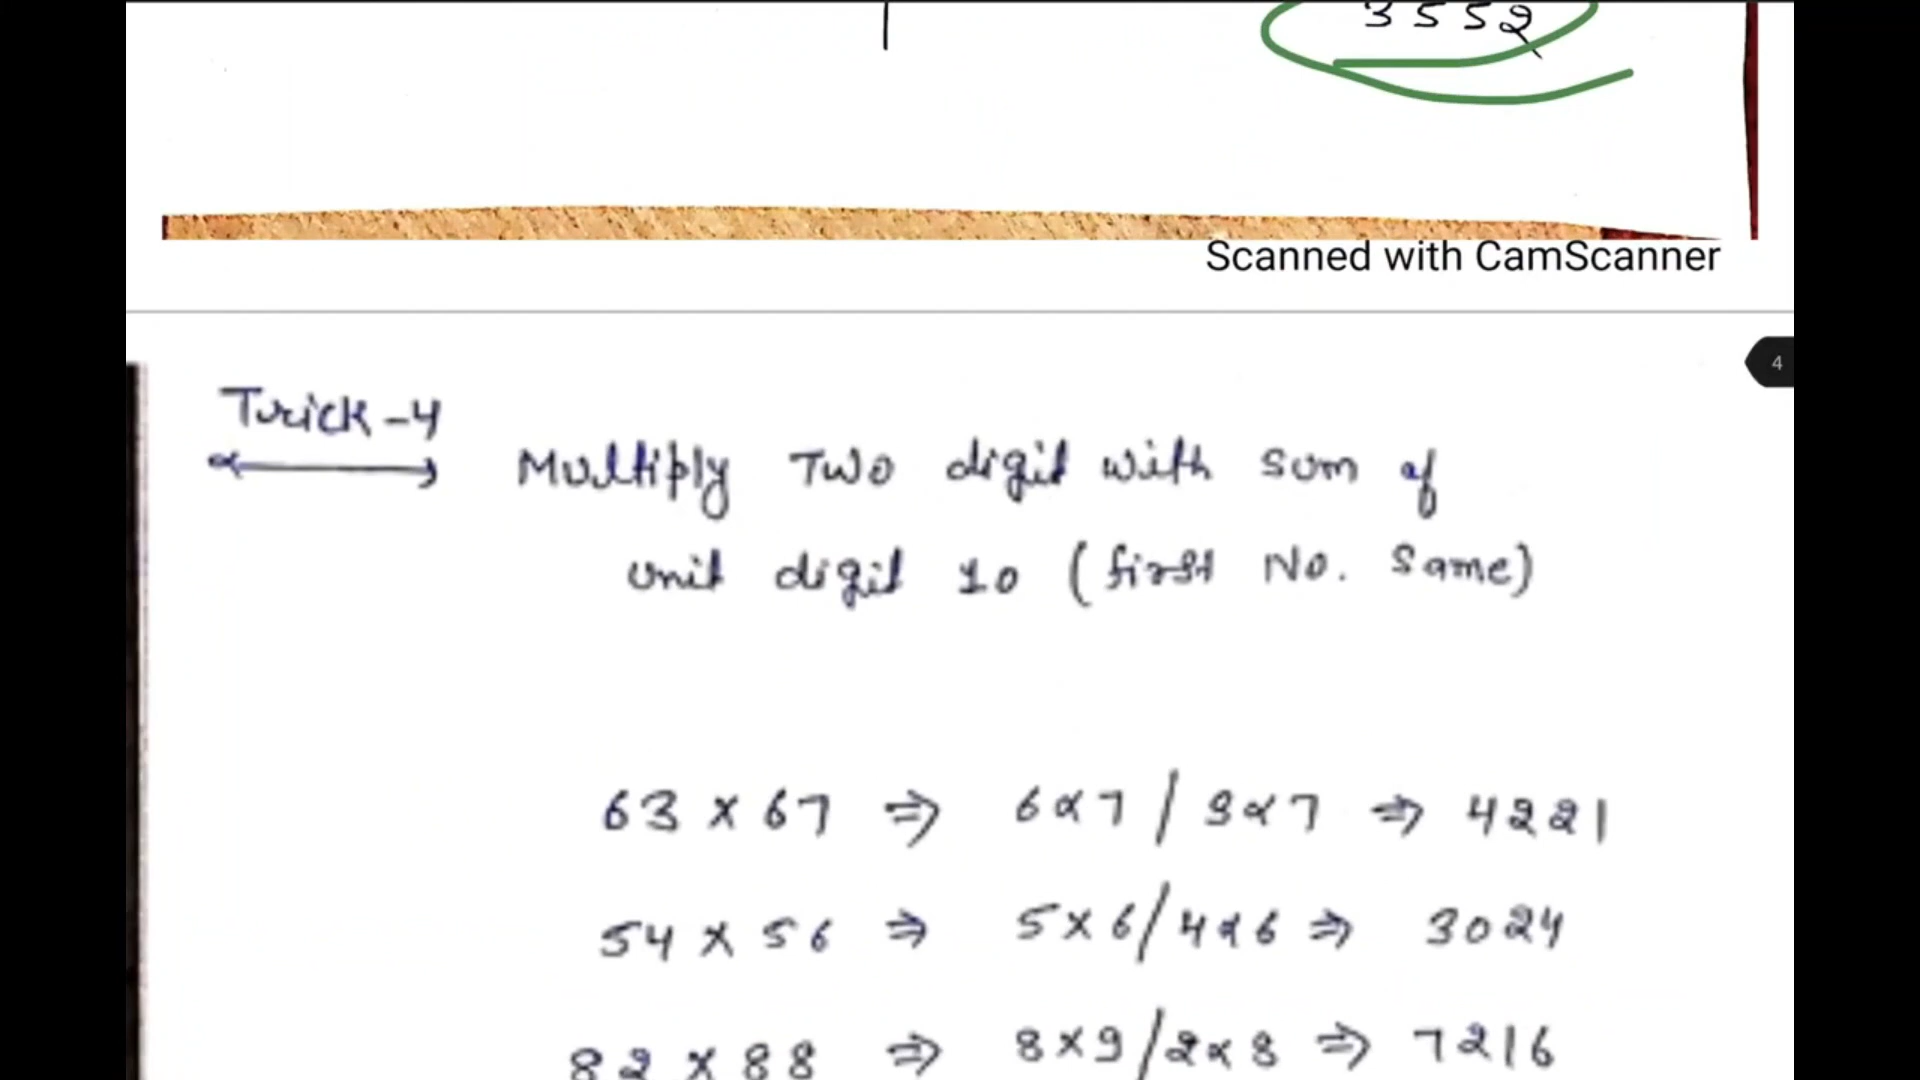 3552
Scanned with CamScanner
4
Trick-4
Multiply Two digit with sum of
unit digit 10 (first No. Same)
63 x 67 ⇒ 6x7 / 3x7 ⇒ 4221
54 x 56 ⇒ 5x6/4x6 ⇒ 3024
82 x 88 ⇒ 8x9/2x8 ⇒ 7216